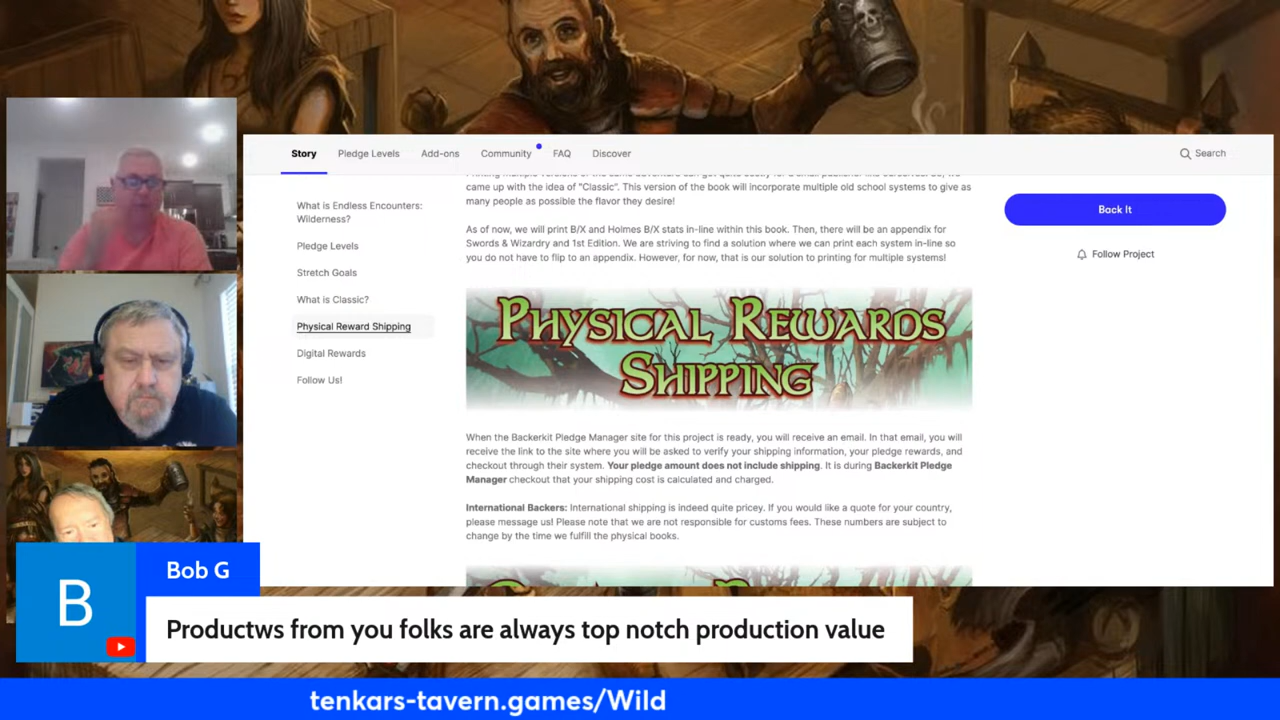 Story Pledge Levels Add-ons Community FAQ Discover Search
What is Endless Encounters:
Wilderness?
Pledge Levels
Stretch Goals
What is Classic?
Physical Reward Shipping
Digital Rewards
Follow Us!
came up with the idea of "Classic". This version of the book will incorporate multiple old school systems to give as
many people as possible the flavor they desire!
As of now, we will print B/X and Holmes B/X stats in-line within this book. Then, there will be an appendix for
Swords & Wizardry and 1st Edition. We are striving to find a solution where we can print each system in-line so
you do not have to flip to an appendix. However, for now, that is our solution to printing for multiple systems!
Physical Rewards
Shipping
When the Backerkit Pledge Manager site for this project is ready, you will receive an email. In that email, you will
receive the link to the site where you will be asked to verify your shipping information, your pledge rewards, and
checkout through their system. Your pledge amount does not include shipping. It is during Backerkit Pledge
Manager checkout that your shipping cost is calculated and charged.
International Backers: International shipping is indeed quite pricey. If you would like a quote for your country,
please message us! Please note that we are not responsible for customs fees. These numbers are subject to
change by the time we fulfill the physical books.
Back It
Follow Project
B
Bob G
Productws from you folks are always top notch production value
tenkars-tavern.games/Wild